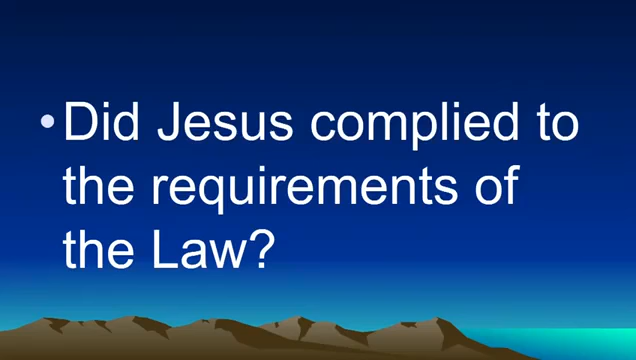 •Did Jesus complied to
the requirements of
the Law?